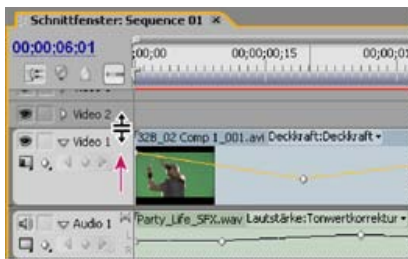 Schnittfenster: Sequence 01 ×
00;00;06;01
;00;00 00;00;00;15 00;00;01
Video 2
Video 1
32B_02 Comp 1_001.avi Deckkraft:Deckkraft
Audio 1
Party_Life_SFX.wav Lautstärke:Tonwertkorrektur
L
R